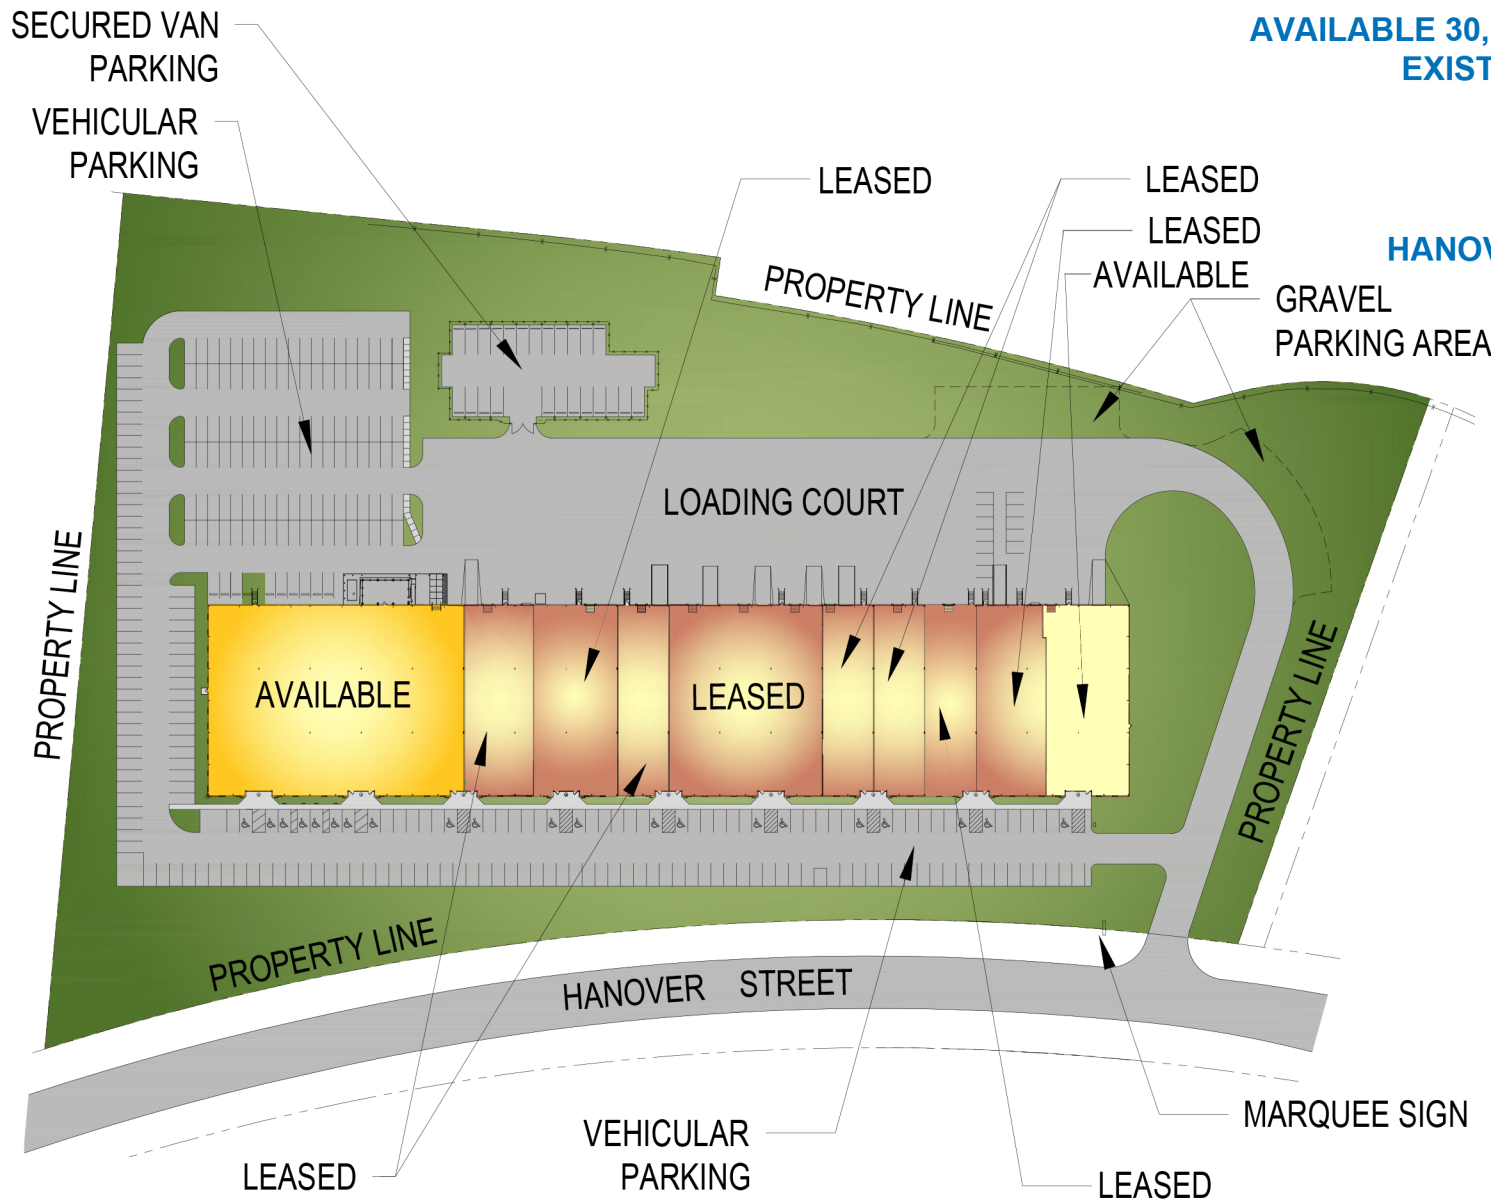 SECURED VAN
PARKING
AVAILABLE 30,
EXIST
VEHICULAR
PARKING
LEASED
LEASED
LEASED
HANOV
AVAILABLE
GRAVEL
PARKING AREA
PROPERTY LINE
LOADING COURT
PROPERTY LINE
AVAILABLE
LEASED
PROPERTY LINE
PROPERTY LINE
HANOVER STREET
MARQUEE SIGN
VEHICULAR
PARKING
LEASED
LEASED